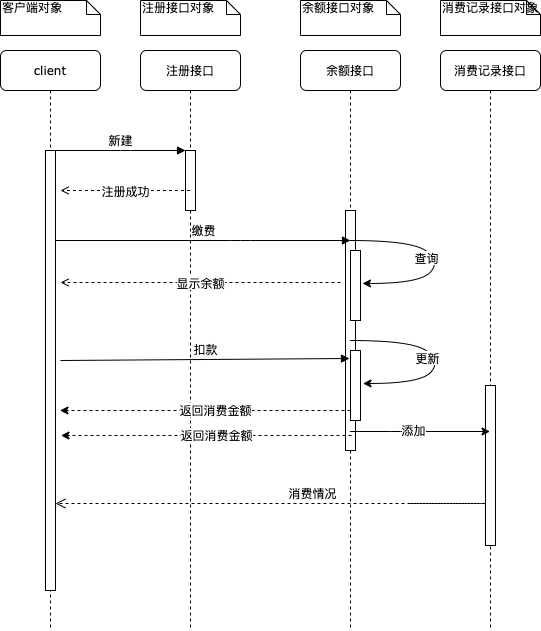 客户端对象
注册接口对象
余额接口对象
消费记录接口对象
client
注册接口
余额接口
消费记录接口
新建
注册成功
缴费
查询
显示余额
扣款
更新
返回消费金额
添加
返回消费金额
消费情况